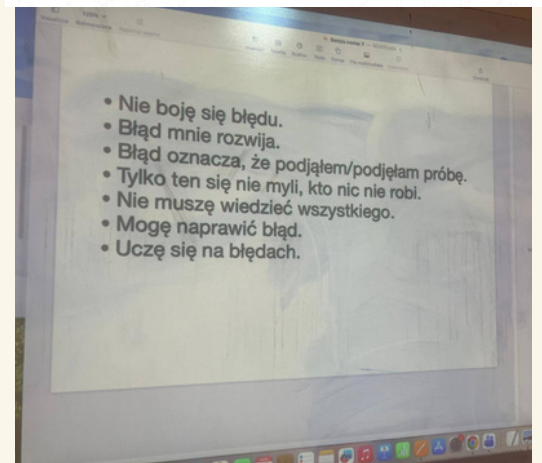 • Nie boję się błędu.
• Błąd mnie rozwija.
• Błąd oznacza, że podjąłem/podjęłam próbę.
• Tylko ten się nie myli, kto nic nie robi.
• Nie muszę wiedzieć wszystkiego.
• Mogę naprawić błąd.
• Uczę się na błędach.